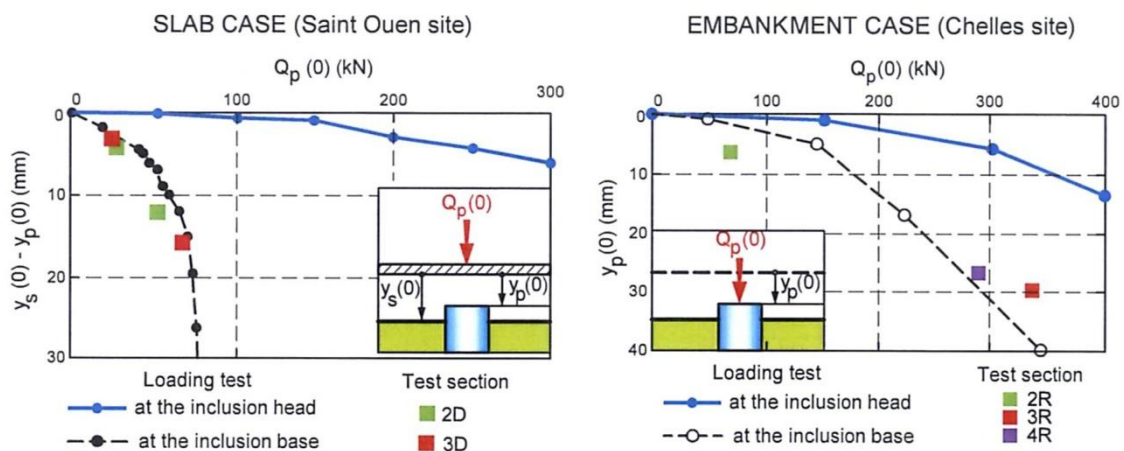 SLAB CASE (Saint Ouen site)
Qp (0) (kN)
0 100 200 300
0
10
20
30
ys (0) - yp (0) (mm)
Qp(0)
ys(0)
yp(0)
Loading test
Test section
at the inclusion head
at the inclusion base
2D
3D
EMBANKMENT CASE (Chelles site)
Qp(0) (kN)
0 100 200 300 400
0
10
20
30
40
yp(0) (mm)
Qp(0)
yp(0)
Loading test
Test section
at the inclusion head
at the inclusion base
2R
3R
4R